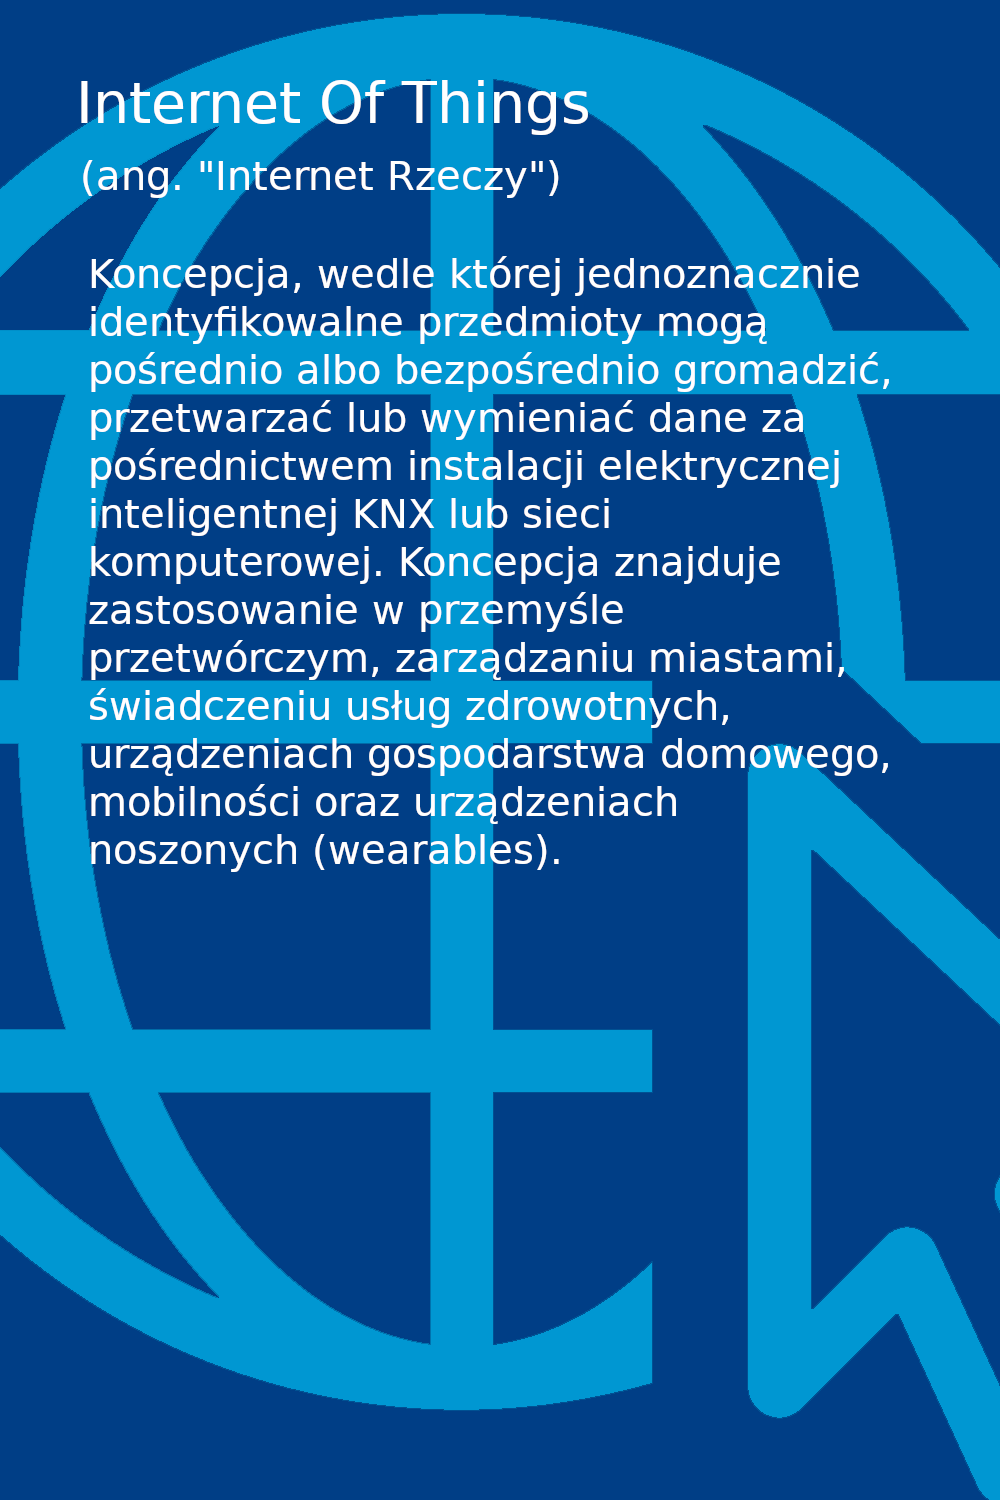 Internet Of Things
(ang. "Internet Rzeczy")
Koncepcja, wedle której jednoznacznie
identyfikowalne przedmioty mogą
pośrednio albo bezpośrednio gromadzić,
przetwarzać lub wymieniać dane za
pośrednictwem instalacji elektrycznej
inteligentnej KNX lub sieci
komputerowej. Koncepcja znajduje
zastosowanie w przemyśle
przetwórczym, zarządzaniu miastami,
świadczeniu usług zdrowotnych,
urządzeniach gospodarstwa domowego,
mobilności oraz urządzeniach
noszonych (wearables).